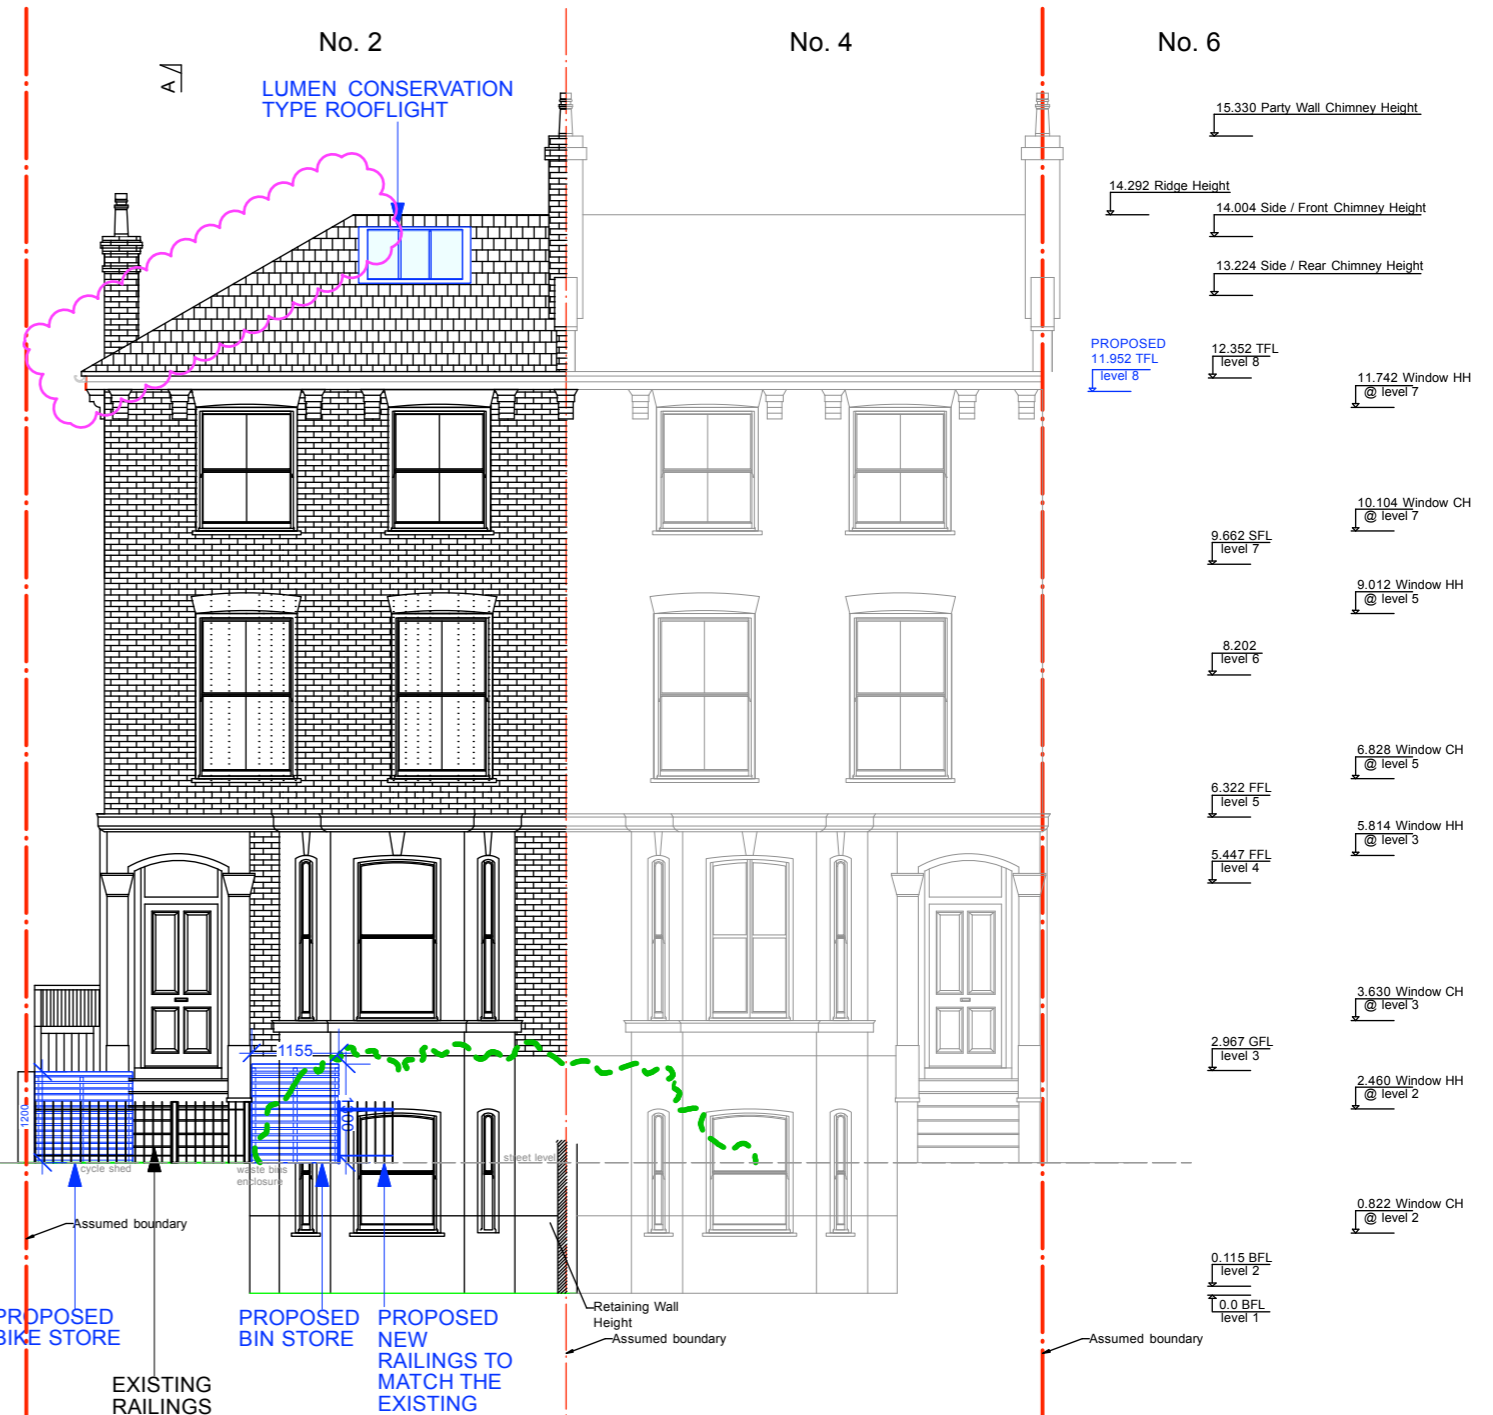 No. 2
No. 4
No. 6
A
LUMEN CONSERVATION
TYPE ROOFLIGHT
15.330 Party Wall Chimney Height
14.292 Ridge Height
14.004 Side / Front Chimney Height
13.224 Side / Rear Chimney Height
PROPOSED
11.952 TFL
level 8
12.352 TFL
level 8
11.742 Window HH
@ level 7
10.104 Window CH
@ level 7
9.662 SFL
level 7
9.012 Window HH
@ level 5
8.202
level 6
6.828 Window CH
@ level 5
6.322 FFL
level 5
5.814 Window HH
@ level 3
5.447 FFL
level 4
3.630 Window CH
@ level 3
2.967 GFL
level 3
2.460 Window HH
@ level 2
1155
1200
cycle shed
waste bins
enclosure
street level
0.822 Window CH
@ level 2
0.115 BFL
level 2
0.0 BFL
level 1
Assumed boundary
Retaining Wall
Height
Assumed boundary
Assumed boundary
PROPOSED
BIKE STORE
PROPOSED
BIN STORE
PROPOSED
NEW
RAILINGS TO
MATCH THE
EXISTING
EXISTING
RAILINGS